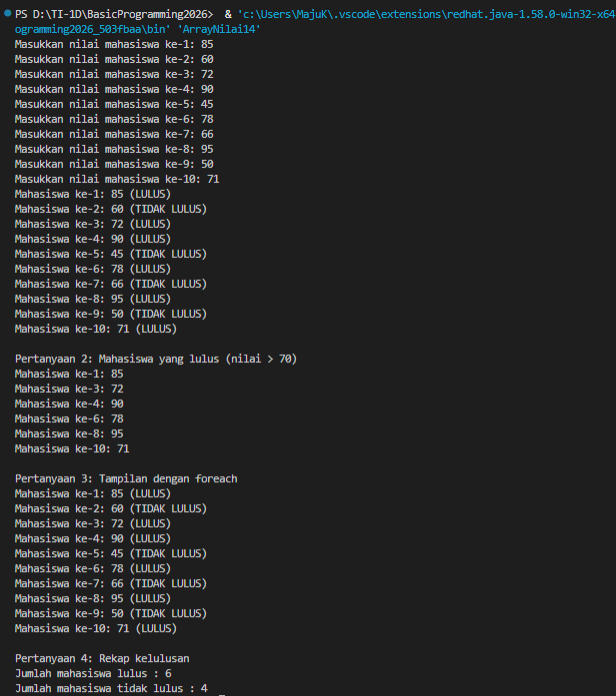 PS D:\TI-1D\BasicProgramming2026>  & 'c:\Users\MajuK\.vscode\extensions\redhat.java-1.58.0-win32-x64
ogramming2026_503fbaa\bin' 'ArrayNilai14'
Masukkan nilai mahasiswa ke-1: 85
Masukkan nilai mahasiswa ke-2: 60
Masukkan nilai mahasiswa ke-3: 72
Masukkan nilai mahasiswa ke-4: 90
Masukkan nilai mahasiswa ke-5: 45
Masukkan nilai mahasiswa ke-6: 78
Masukkan nilai mahasiswa ke-7: 66
Masukkan nilai mahasiswa ke-8: 95
Masukkan nilai mahasiswa ke-9: 50
Masukkan nilai mahasiswa ke-10: 71
Mahasiswa ke-1: 85 (LULUS)
Mahasiswa ke-2: 60 (TIDAK LULUS)
Mahasiswa ke-3: 72 (LULUS)
Mahasiswa ke-4: 90 (LULUS)
Mahasiswa ke-5: 45 (TIDAK LULUS)
Mahasiswa ke-6: 78 (LULUS)
Mahasiswa ke-7: 66 (TIDAK LULUS)
Mahasiswa ke-8: 95 (LULUS)
Mahasiswa ke-9: 50 (TIDAK LULUS)
Mahasiswa ke-10: 71 (LULUS)

Pertanyaan 2: Mahasiswa yang lulus (nilai > 70)
Mahasiswa ke-1: 85
Mahasiswa ke-3: 72
Mahasiswa ke-4: 90
Mahasiswa ke-6: 78
Mahasiswa ke-8: 95
Mahasiswa ke-10: 71

Pertanyaan 3: Tampilan dengan foreach
Mahasiswa ke-1: 85 (LULUS)
Mahasiswa ke-2: 60 (TIDAK LULUS)
Mahasiswa ke-3: 72 (LULUS)
Mahasiswa ke-4: 90 (LULUS)
Mahasiswa ke-5: 45 (TIDAK LULUS)
Mahasiswa ke-6: 78 (LULUS)
Mahasiswa ke-7: 66 (TIDAK LULUS)
Mahasiswa ke-8: 95 (LULUS)
Mahasiswa ke-9: 50 (TIDAK LULUS)
Mahasiswa ke-10: 71 (LULUS)

Pertanyaan 4: Rekap kelulusan
Jumlah mahasiswa lulus : 6
Jumlah mahasiswa tidak lulus : 4